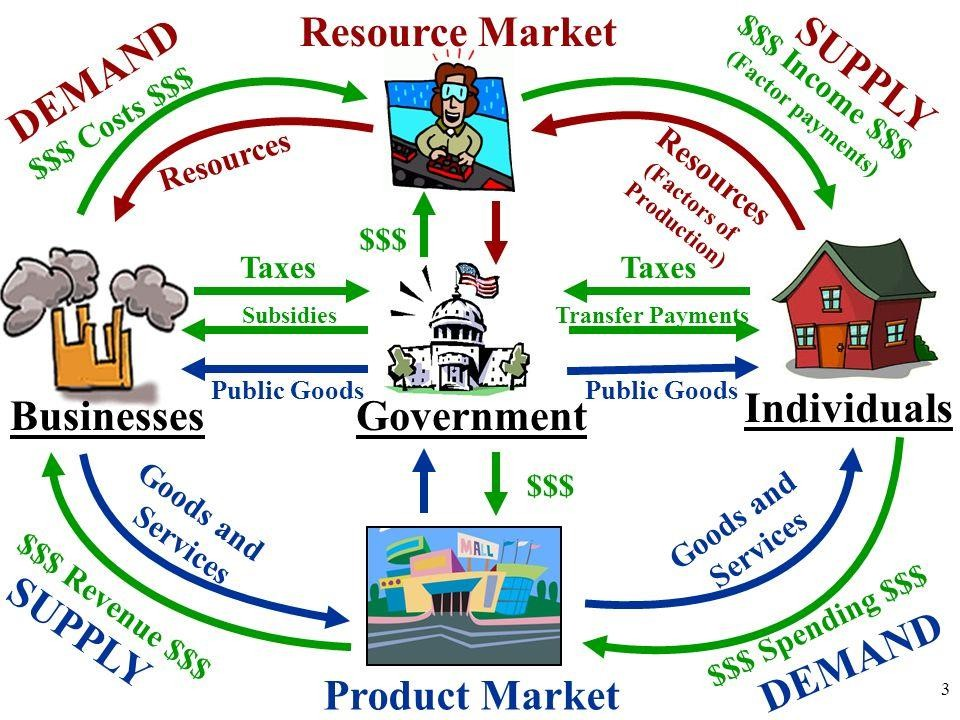 Resource Market
DEMAND
$$$ Costs $$$
Resources
SUPPLY
$$$ Income $$$
(Factor payments)
Resources
(Factors of
Production)
$$$
Taxes
Taxes
Subsidies
Transfer Payments
Public Goods
Public Goods
Businesses
Government
Individuals
Goods and
Services
$$$
Goods and
Services
MALL
$$$ Revenue $$$
SUPPLY
$$$ Spending $$$
DEMAND
Product Market
3